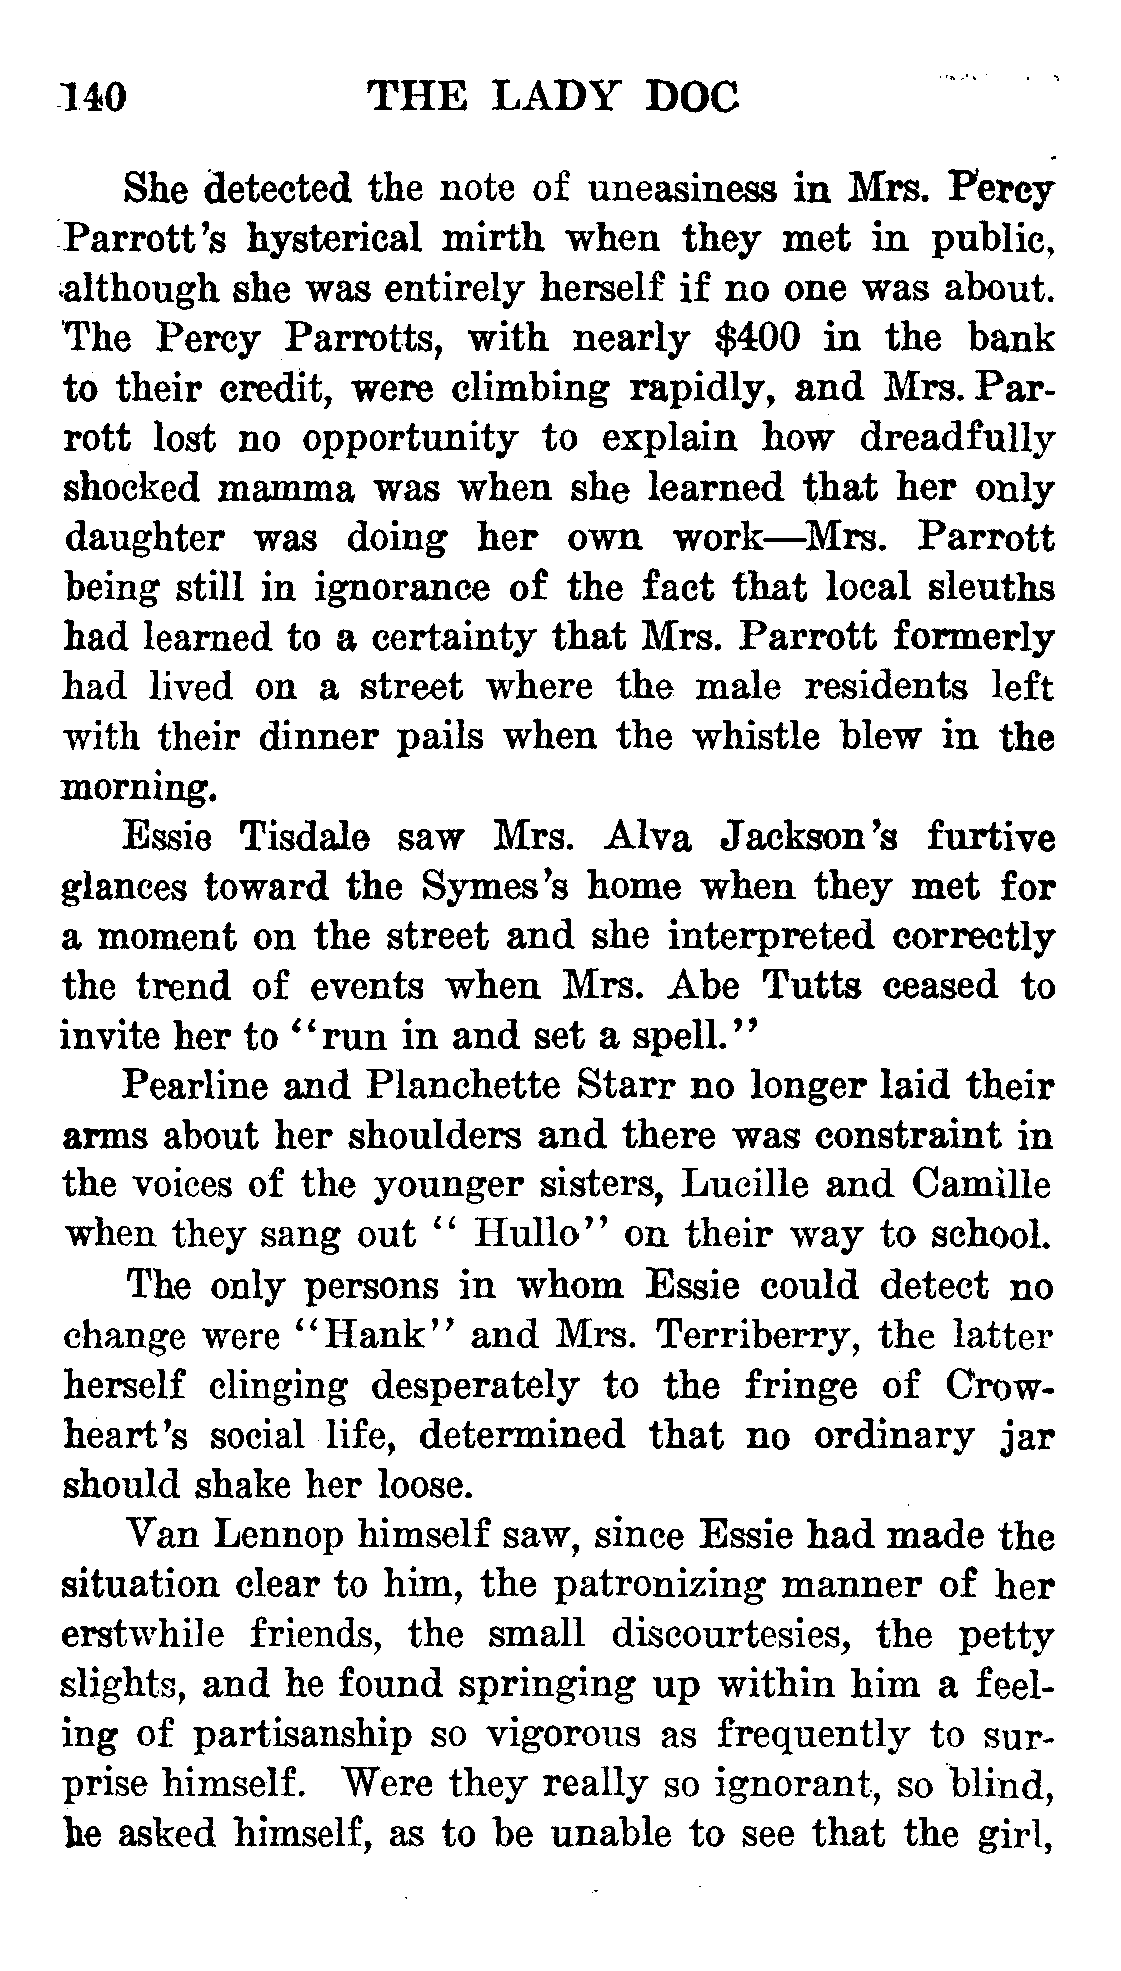 140 THE LADY DOC
She detected the note of uneasiness in Mrs. Percy
Parrott's hysterical mirth when they met in public,
although she was entirely herself if no one was about.
The Percy Parrotts, with nearly $400 in the bank
to their credit, were climbing rapidly, and Mrs. Par-
rott lost no opportunity to explain how dreadfully
shocked mamma was when she learned that her only
daughter was doing her own work—Mrs. Parrott
being still in ignorance of the fact that local sleuths
had learned to a certainty that Mrs. Parrott formerly
had lived on a street where the male residents left
with their dinner pails when the whistle blew in the
morning.
Essie Tisdale saw Mrs. Alva Jackson's furtive
glances toward the Symes's home when they met for
a moment on the street and she interpreted correctly
the trend of events when Mrs. Abe Tutts ceased to
invite her to "run in and set a spell."
Pearline and Planchette Starr no longer laid their
arms about her shoulders and there was constraint in
the voices of the younger sisters, Lucille and Camille
when they sang out " Hullo" on their way to school.
The only persons in whom Essie could detect no
change were "Hank" and Mrs. Terriberry, the latter
herself clinging desperately to the fringe of Crow-
heart's social life, determined that no ordinary jar
should shake her loose.
Van Lennop himself saw, since Essie had made the
situation clear to him, the patronizing manner of her
erstwhile friends, the small discourtesies, the petty
slights, and he found springing up within him a feel-
ing of partisanship so vigorous as frequently to sur-
prise himself. Were they really so ignorant, so blind,
he asked himself, as to be unable to see that the girl,